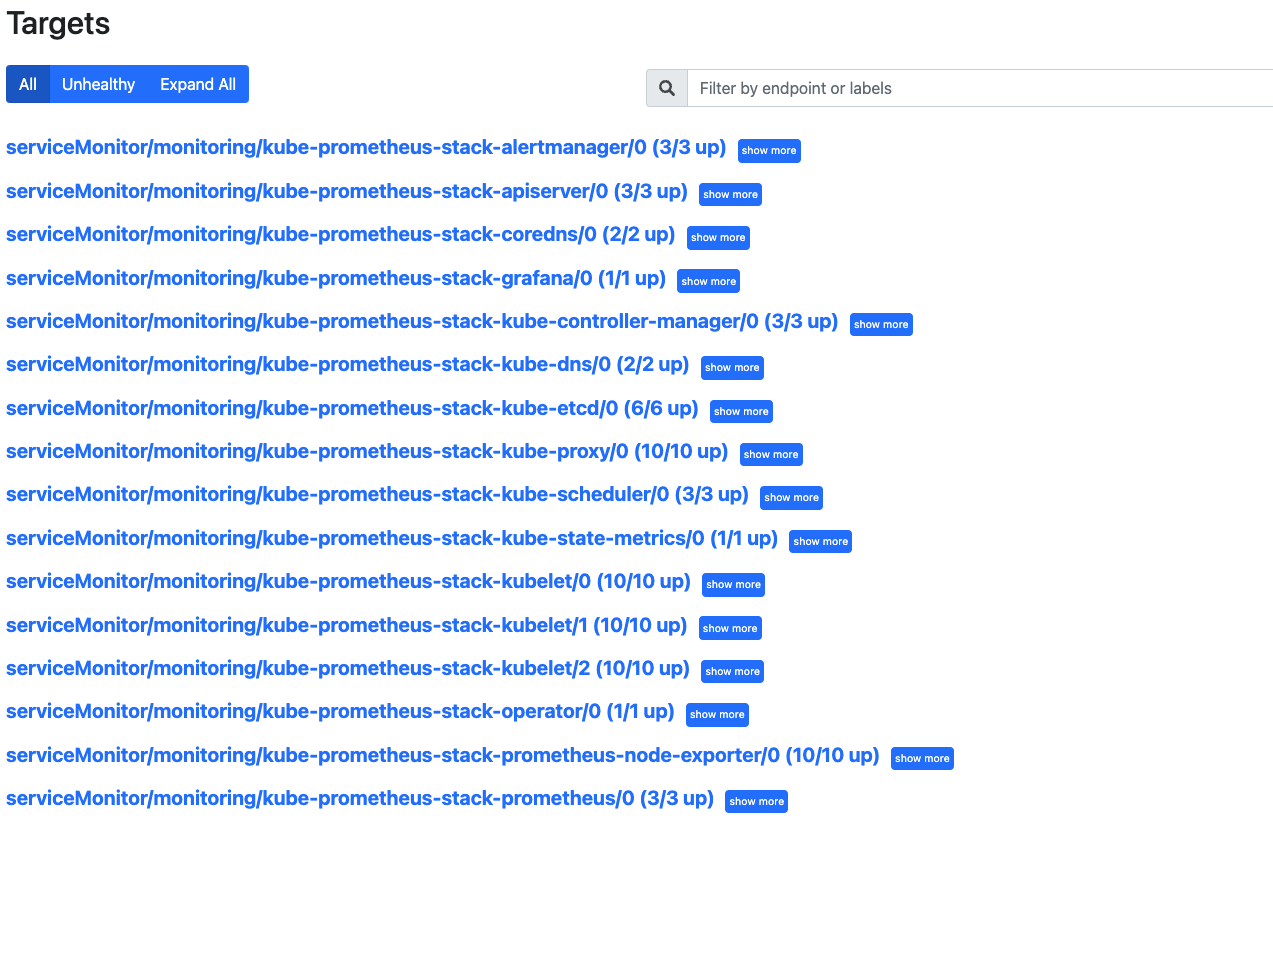 Targets
All Unhealthy Expand All Filter by endpoint or labels
serviceMonitor/monitoring/kube-prometheus-stack-alertmanager/0 (3/3 up) show more
serviceMonitor/monitoring/kube-prometheus-stack-apiserver/0 (3/3 up) show more
serviceMonitor/monitoring/kube-prometheus-stack-coredns/0 (2/2 up) show more
serviceMonitor/monitoring/kube-prometheus-stack-grafana/0 (1/1 up) show more
serviceMonitor/monitoring/kube-prometheus-stack-kube-controller-manager/0 (3/3 up) show more
serviceMonitor/monitoring/kube-prometheus-stack-kube-dns/0 (2/2 up) show more
serviceMonitor/monitoring/kube-prometheus-stack-kube-etcd/0 (6/6 up) show more
serviceMonitor/monitoring/kube-prometheus-stack-kube-proxy/0 (10/10 up) show more
serviceMonitor/monitoring/kube-prometheus-stack-kube-scheduler/0 (3/3 up) show more
serviceMonitor/monitoring/kube-prometheus-stack-kube-state-metrics/0 (1/1 up) show more
serviceMonitor/monitoring/kube-prometheus-stack-kubelet/0 (10/10 up) show more
serviceMonitor/monitoring/kube-prometheus-stack-kubelet/1 (10/10 up) show more
serviceMonitor/monitoring/kube-prometheus-stack-kubelet/2 (10/10 up) show more
serviceMonitor/monitoring/kube-prometheus-stack-operator/0 (1/1 up) show more
serviceMonitor/monitoring/kube-prometheus-stack-prometheus-node-exporter/0 (10/10 up) show more
serviceMonitor/monitoring/kube-prometheus-stack-prometheus/0 (3/3 up) show more